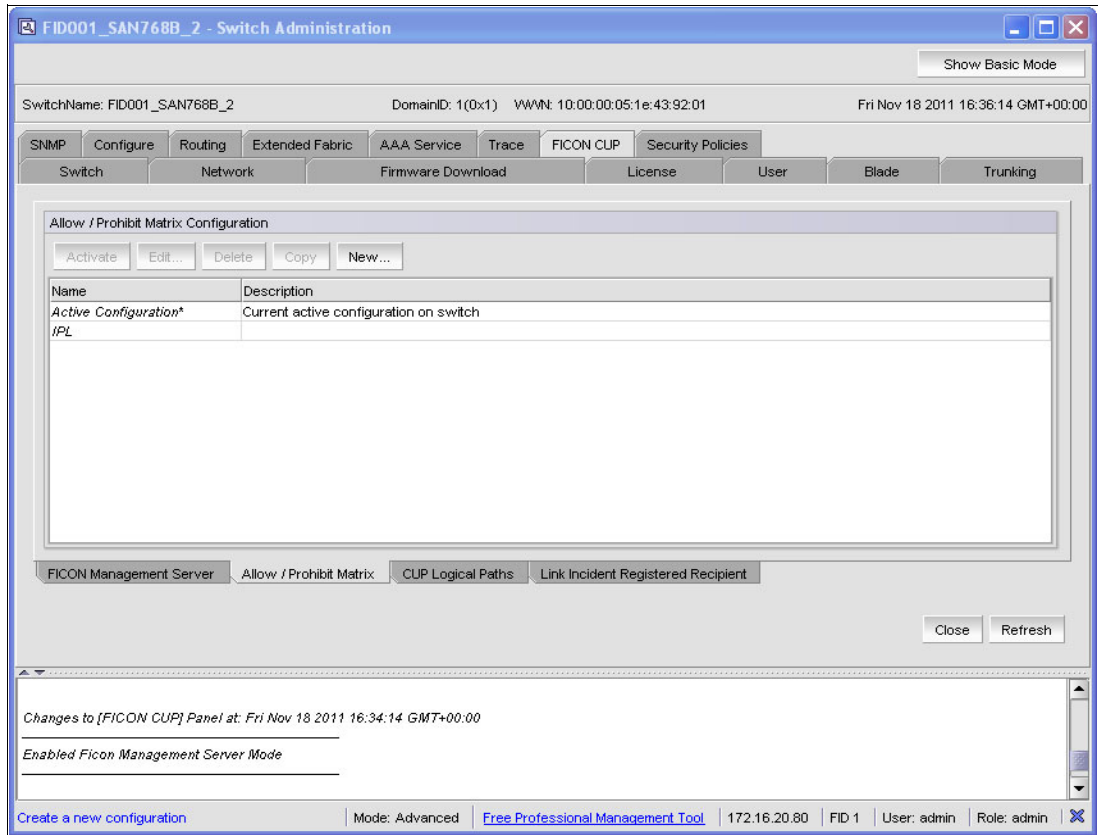 FID001_SAN768B_2 - Switch Administration
Show Basic Mode
SwitchName: FID001_SAN768B_2 DomainID: 1(0x1) WWN: 10:00:00:05:1e:43:92:01 Fri Nov 18 2011 16:36:14 GMT+00:00
SNMP Configure Routing Extended Fabric AAA Service Trace FICON CUP Security Policies
Switch Network Firmware Download License User Blade Trunking
Allow / Prohibit Matrix Configuration
Activate Edit... Delete Copy New...
Name Description
Active Configuration* Current active configuration on switch
IPL
FICON Management Server Allow / Prohibit Matrix CUP Logical Paths Link Incident Registered Recipient
Close Refresh
Changes to [FICON CUP] Panel at: Fri Nov 18 2011 16:34:14 GMT+00:00
Enabled Ficon Management Server Mode
Create a new configuration Mode: Advanced Free Professional Management Tool 172.16.20.80 FID 1 User: admin Role: admin